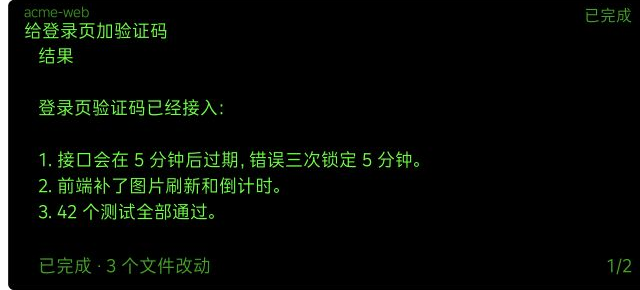 acme-web
已完成
给登录页加验证码
结果
登录页验证码已经接入:
1. 接口会在 5 分钟后过期, 错误三次锁定 5 分钟。
2. 前端补了图片刷新和倒计时。
3. 42 个测试全部通过。
已完成 · 3 个文件改动
1/2